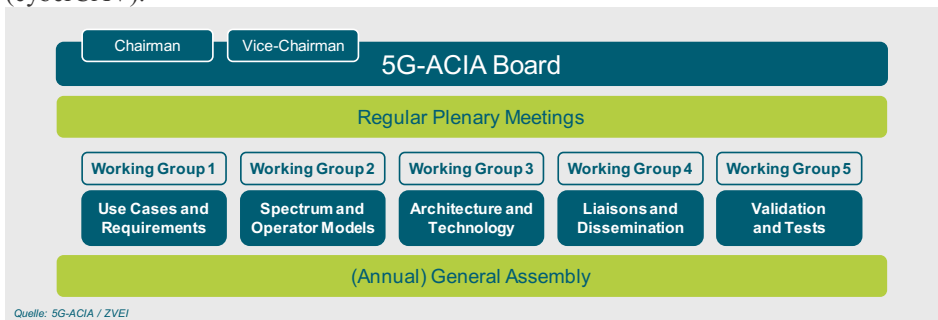 Chairman
Vice-Chairman
5G-ACIA Board
Regular Plenary Meetings
Working Group 1
Working Group 2
Working Group 3
Working Group 4
Working Group 5
Use Cases and
Requirements
Spectrum and
Operator Models
Architecture and
Technology
Liaisons and
Dissemination
Validation
and Tests
(Annual) General Assembly
Quelle: 5G-ACIA / ZVEI